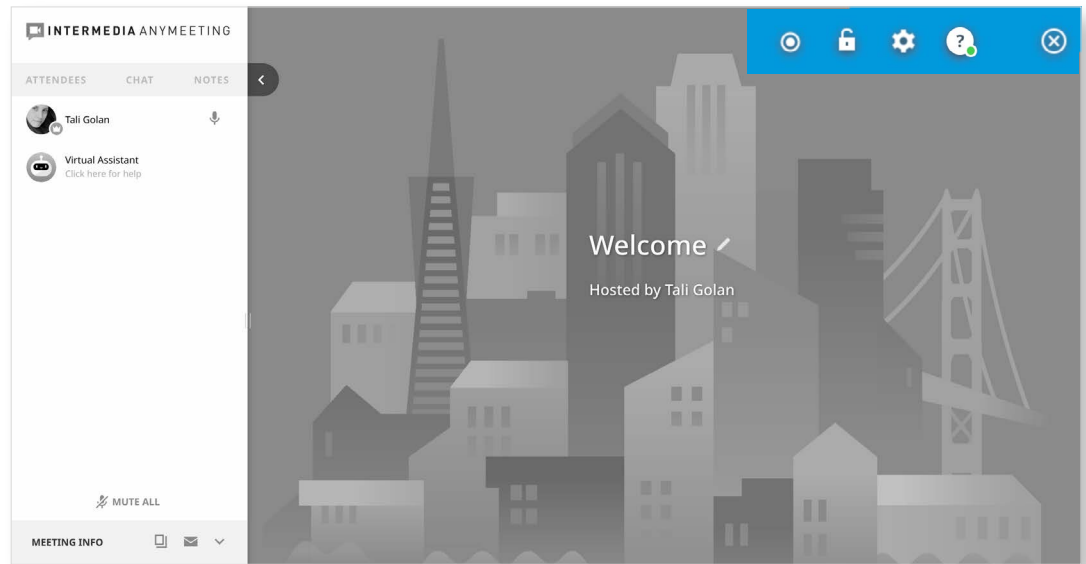 INTERMEDIA ANYMEETING
ATTENDEES CHAT NOTES
Tali Golan
Virtual Assistant
Click here for help
Welcome
Hosted by Tali Golan
MUTE ALL
MEETING INFO
?